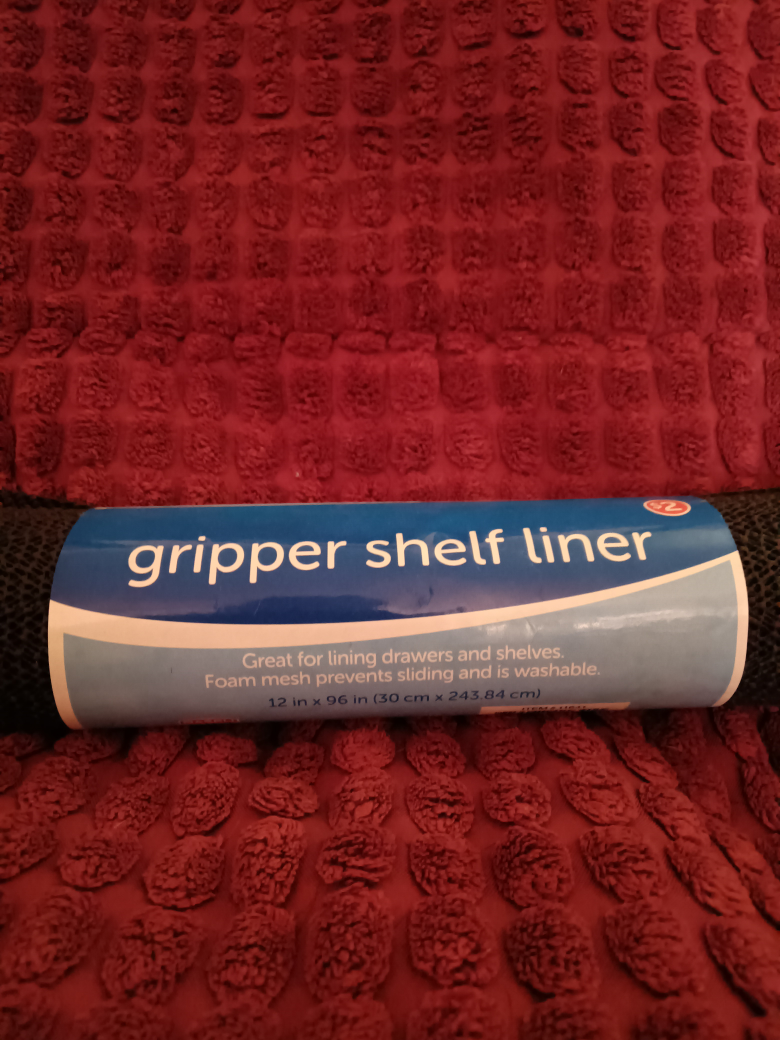 $2
gripper shelf liner
Great for lining drawers and shelves.
Foam mesh prevents sliding and is washable.
12 in x 96 in (30 cm x 243.84 cm)